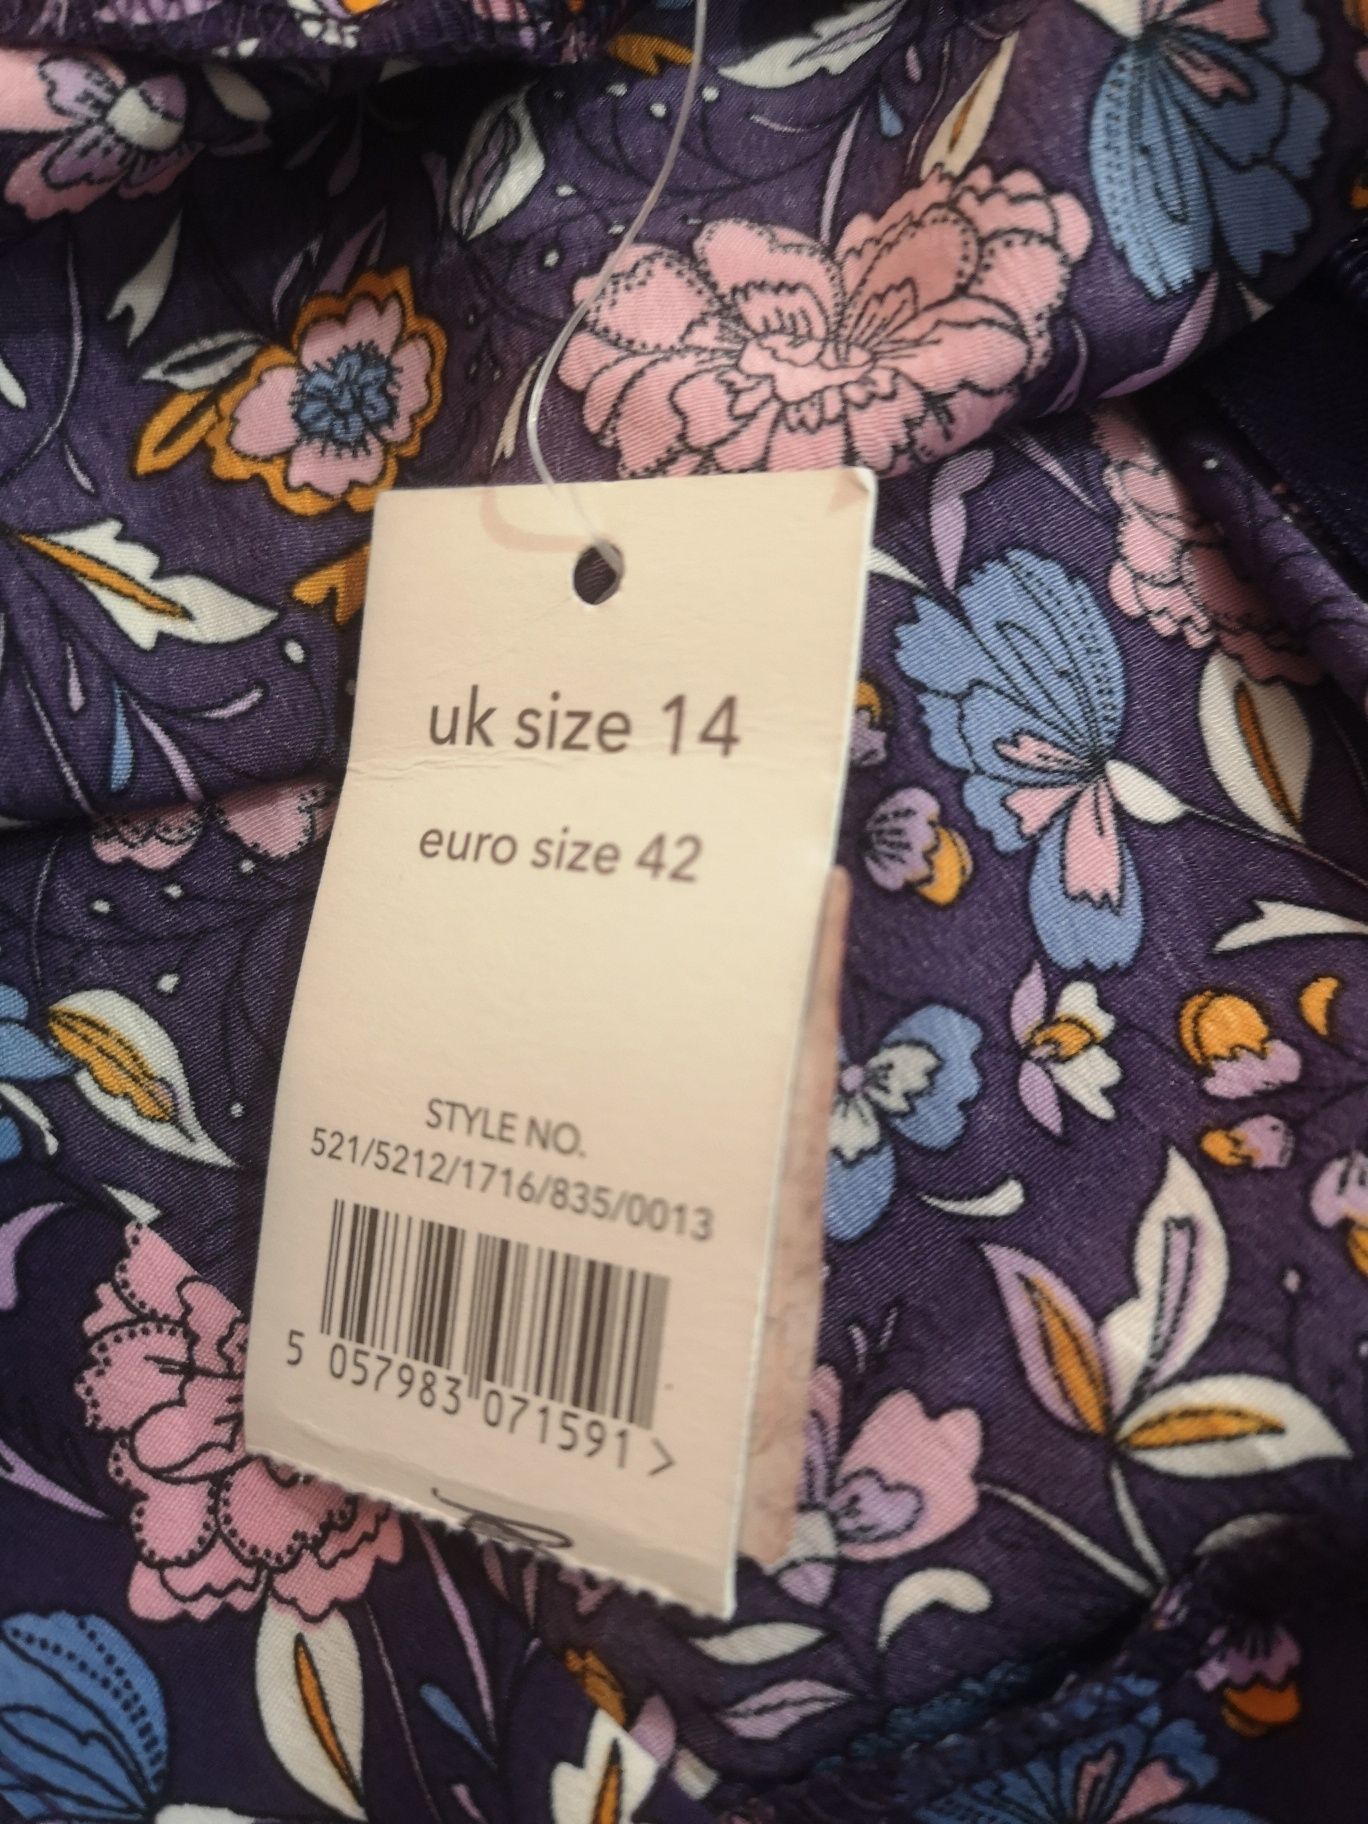 uk size 14
euro size 42
STYLE NO.
521/5212/1716/835/0013
5 057983 071591 >